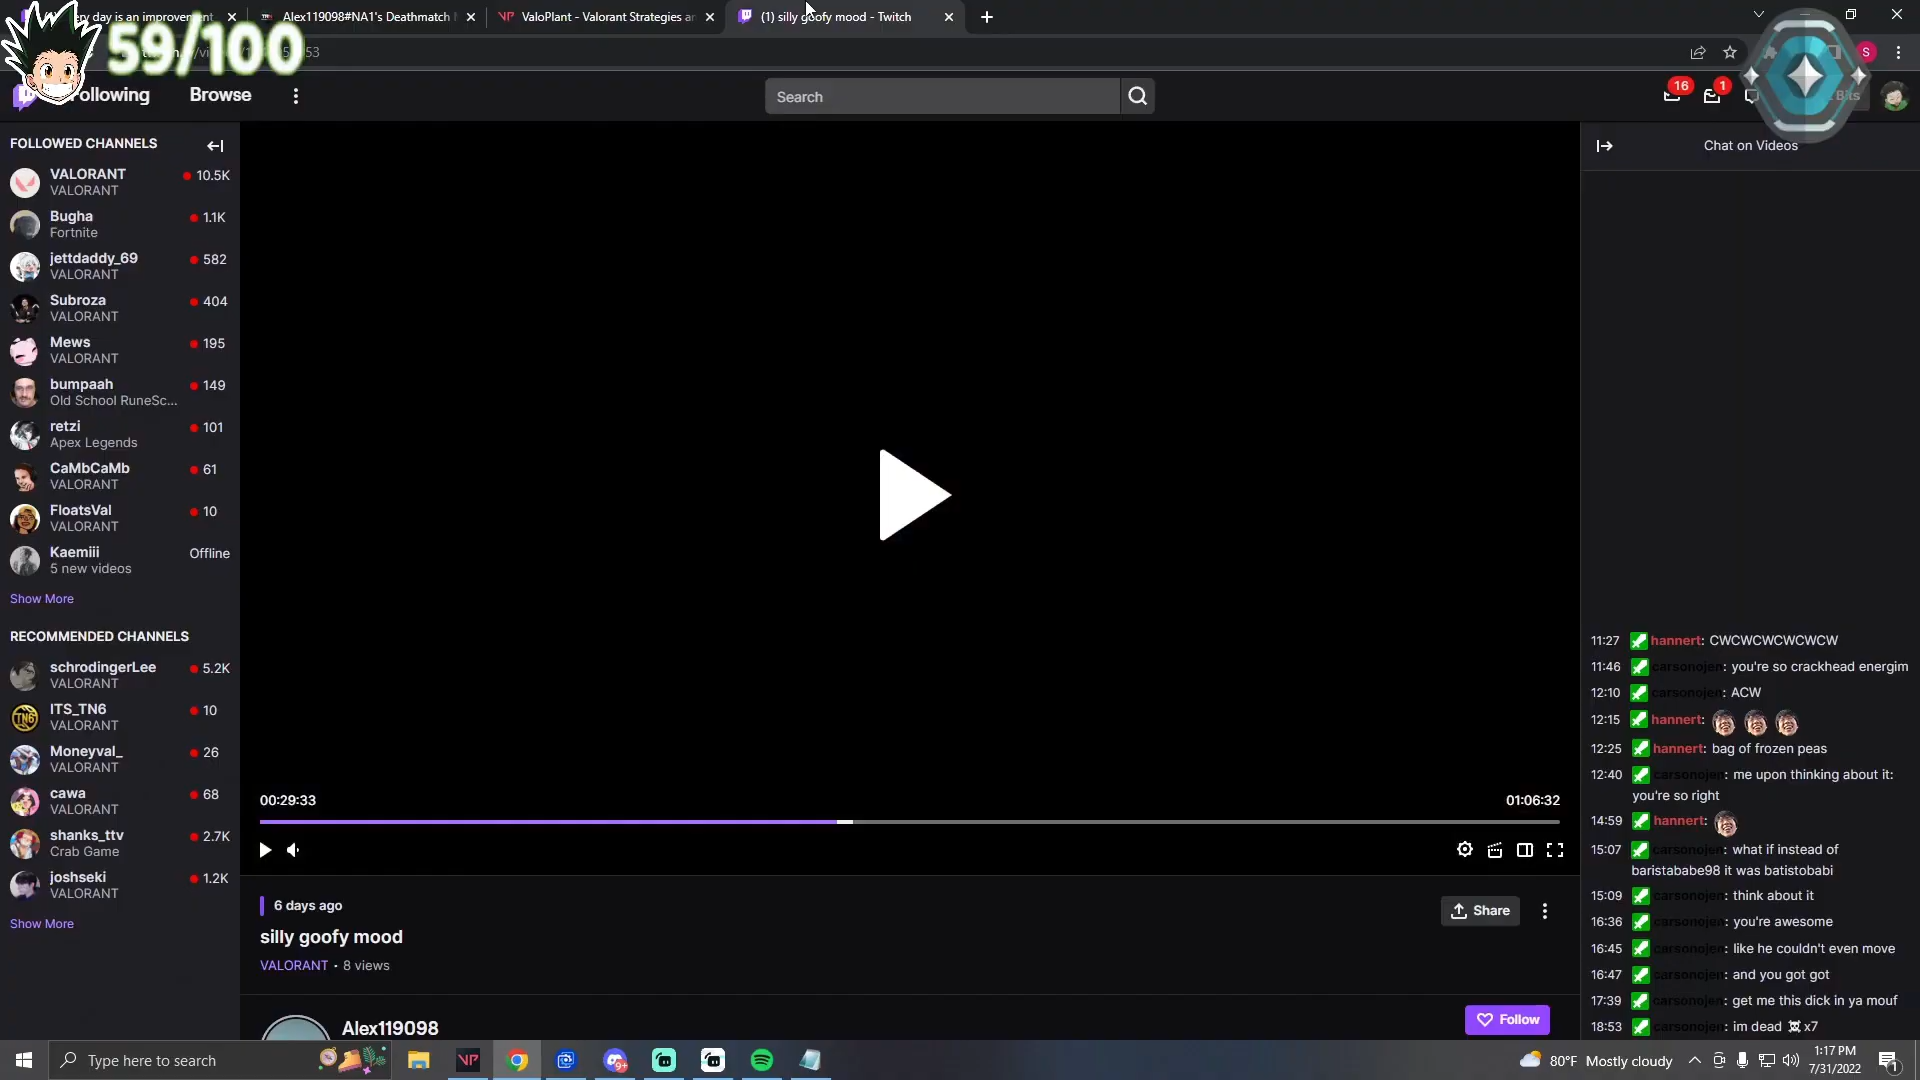 ery day is an improvement
Alex119098#NA1's Deathmatch
ValoPlant - Valorant Strategies a
(1) silly goofy mood - Twitch
59/100
53
S
Following
Browse
Search
16
1
Bits
FOLLOWED CHANNELS
VALORANT
10.5K
VALORANT
Bugha
1.1K
Fortnite
jettdaddy_69
582
VALORANT
Subroza
404
VALORANT
Mews
195
VALORANT
bumpaah
149
Old School RuneSc...
retzi
101
Apex Legends
CaMbCaMb
61
VALORANT
FloatsVal
10
VALORANT
Kaemiii
Offline
5 new videos
Show More
RECOMMENDED CHANNELS
schrodingerLee
5.2K
VALORANT
ITS_TN6
10
VALORANT
Moneyval_
26
VALORANT
cawa
68
VALORANT
shanks_ttv
2.7K
Crab Game
joshseki
1.2K
VALORANT
Show More
00:29:33
01:06:32
6 days ago
Share
silly goofy mood
VALORANT • 8 views
Alex119098
Follow
Chat on Videos
11:27 hannert: CWCWCWCWCWCW
11:46 carsonojen: you're so crackhead energim
12:10 carsonojen: ACW
12:15 hannert:
12:25 hannert: bag of frozen peas
12:40 carsonojen: me upon thinking about it:
you're so right
14:59 hannert:
15:07 carsonojen: what if instead of
baristababe98 it was batistobabi
15:09 carsonojen: think about it
16:36 carsonojen: you're awesome
16:45 carsonojen: like he couldn't even move
16:47 carsonojen: and you got got
17:39 carsonojen: get me this dick in ya mouf
18:53 carsonojen: im dead ☠ x7
Type here to search
VP
9+
80°F Mostly cloudy
1:17 PM
7/31/2022
1